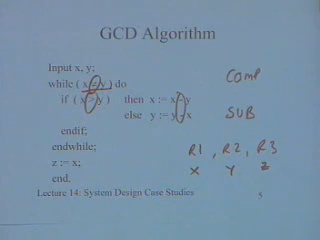 GCD Algorithm
Input x, y;
while ( x ≠ y ) do
if ( x > y ) then x := x - y
else y := y - x
endif;
endwhile;
z := x;
end.
COMP
SUB
R1, R2, R3
X Y Z
Lecture 14: System Design Case Studies 5